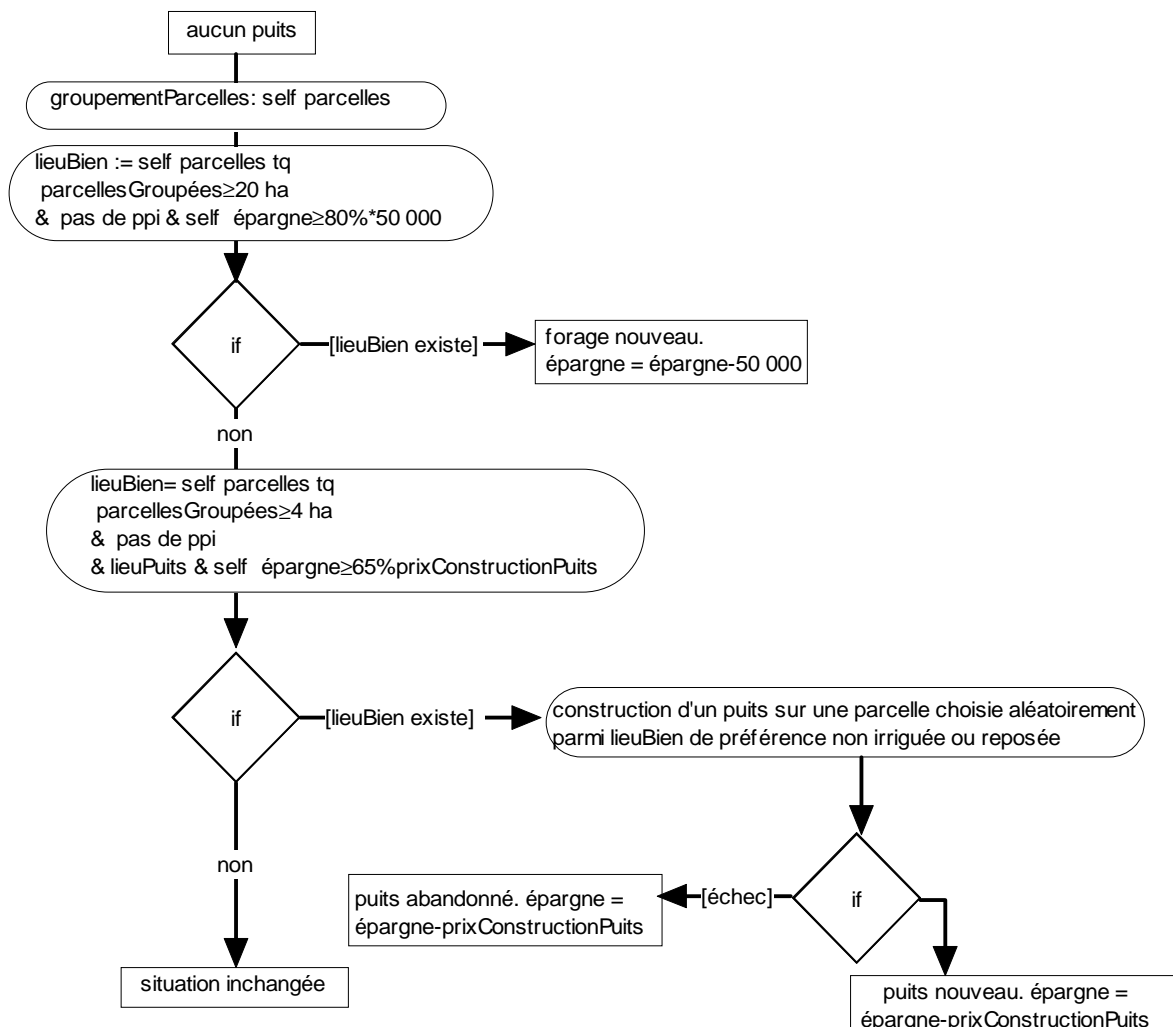 aucun puits
groupementParcelles: self parcelles
lieuBien := self parcelles tq
parcellesGroupées≥20 ha
& pas de ppi & self épargne≥80%*50 000
if
[lieuBien existe]
forage nouveau.
épargne = épargne-50 000
non
lieuBien= self parcelles tq
parcellesGroupées≥4 ha
& pas de ppi
& lieuPuits & self épargne≥65%prixConstructionPuits
if
[lieuBien existe]
construction d'un puits sur une parcelle choisie aléatoirement
parmi lieuBien de préférence non irriguée ou reposée
non
puits abandonné. épargne =
épargne-prixConstructionPuits
[échec]
if
situation inchangée
puits nouveau. épargne =
épargne-prixConstructionPuits